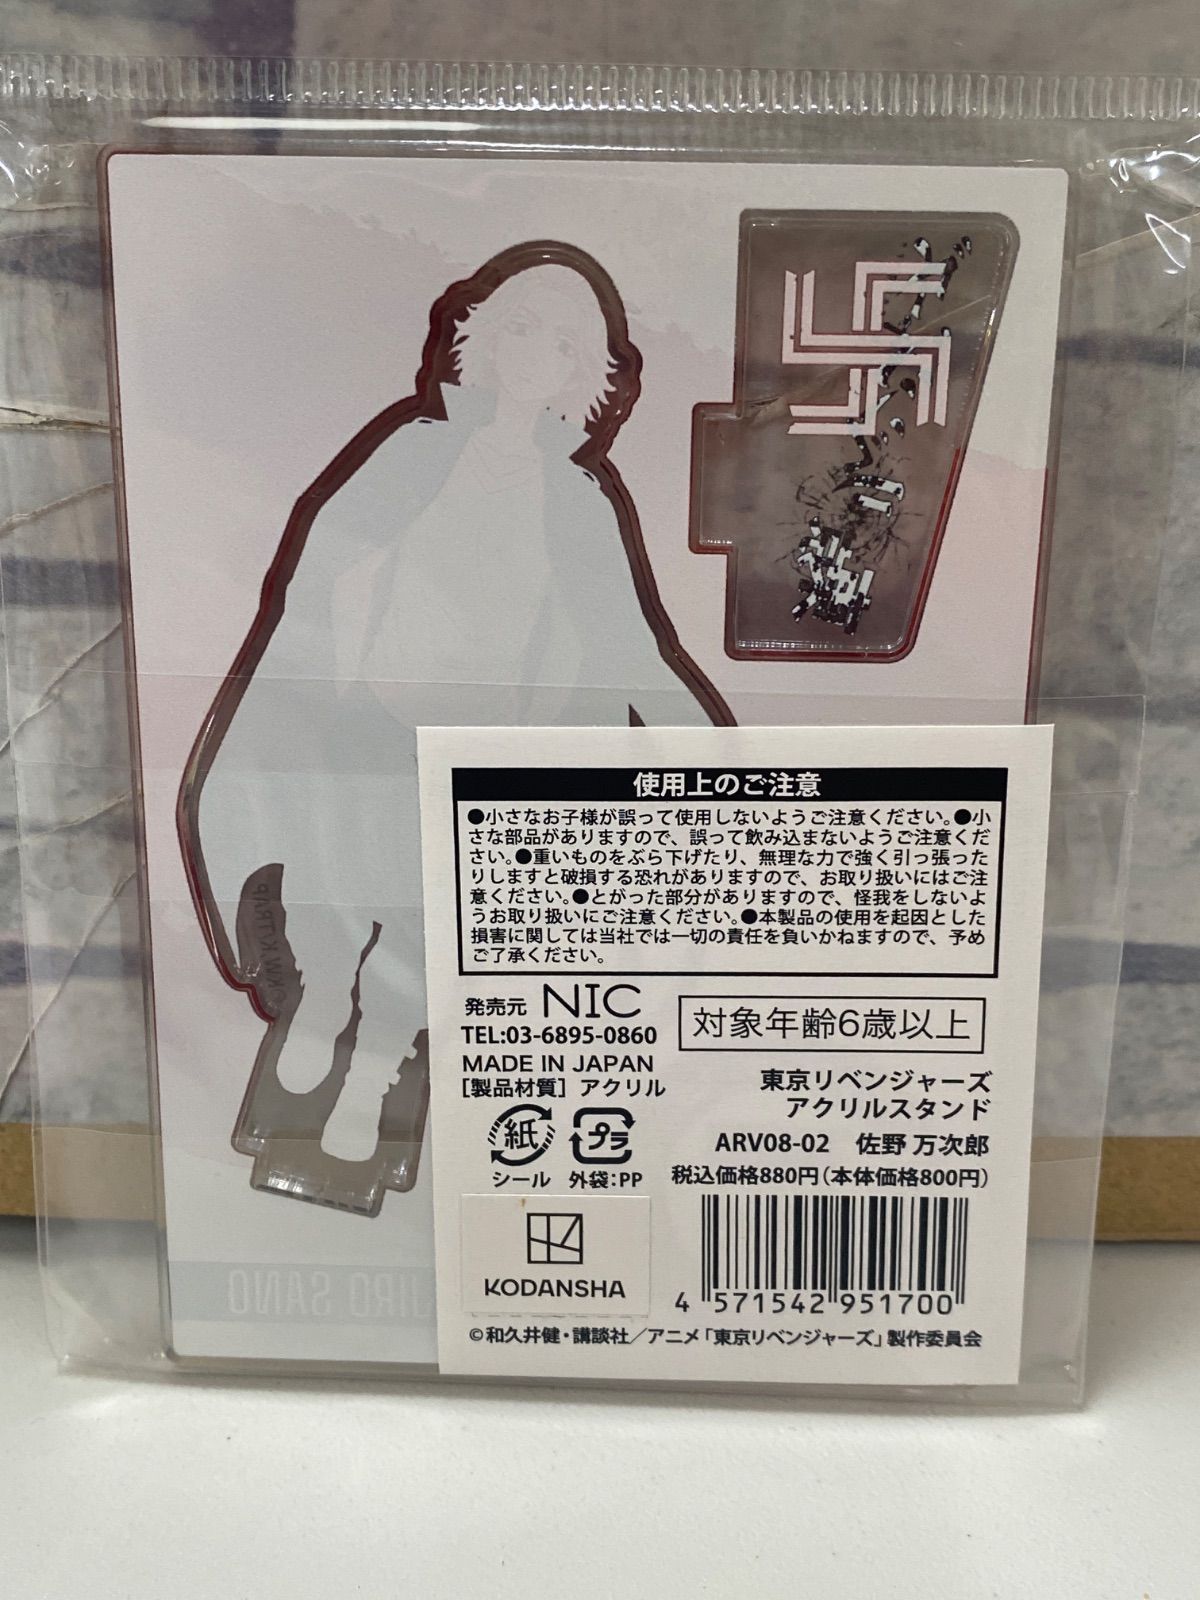 使用上のご注意
●小さなお子様が誤って使用しないようご注意ください。●小
さな部品がありますので、誤って飲み込まないようご注意くだ
さい。●重いものをぶら下げたり、無理な力で強く引っ張った
りしますと破損する恐れがありますので、お取り扱いにはご注
意ください。●とがった部分がありますので、怪我をしないよ
うお取り扱いにご注意ください。●本製品の使用を起因とした
損害に関しては当社では一切の責任を負いかねますので、予め
ご了承ください。
発売元 NIC
TEL:03-6895-0860
MADE IN JAPAN
[製品材質] アクリル
対象年齢6歳以上
紙
シール
プラ
外袋:PP
東京リベンジャーズ
アクリルスタンド
ARV08-02 佐野 万次郎
税込価格880円(本体価格800円)
KODANSHA
4 571542 951700
©和久井健・講談社/アニメ「東京リベンジャーズ」製作委員会
JIRO SANO